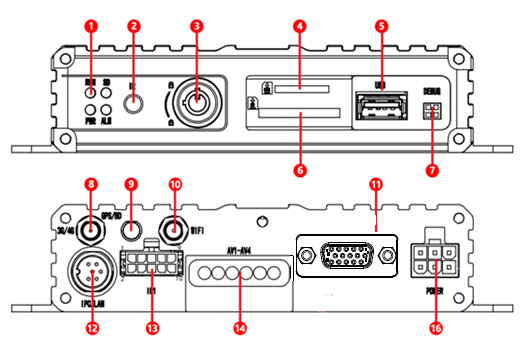 1
2
3
4
5
RUN
SD
IR
USB
DEBUG
PWR
ALM
6
7
8
9
10
11
GPS/BD
3G/4G
WIFI
AV1-AV4
IPC/LAN
IO1
POWER
12
13
14
16